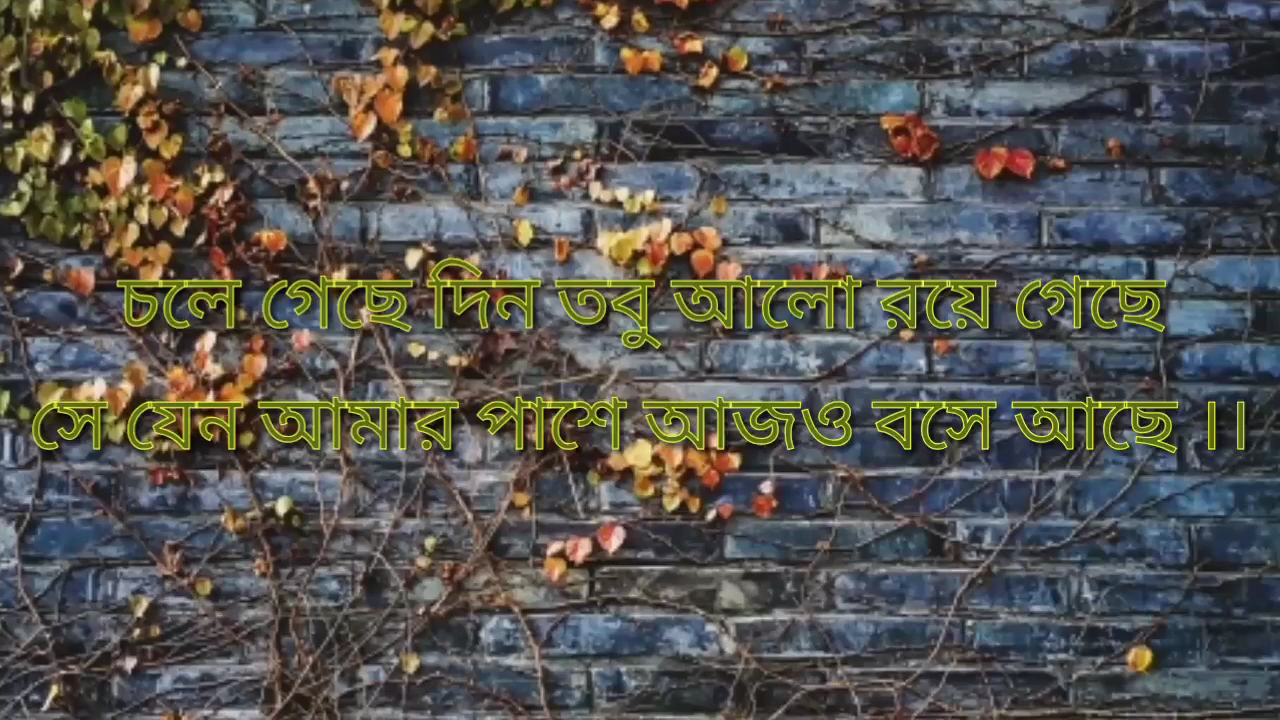 চলে গেছে দিন তবু আলো রয়ে গেছে
সে যেন আমার পাশে আজও বসে আছে ।।